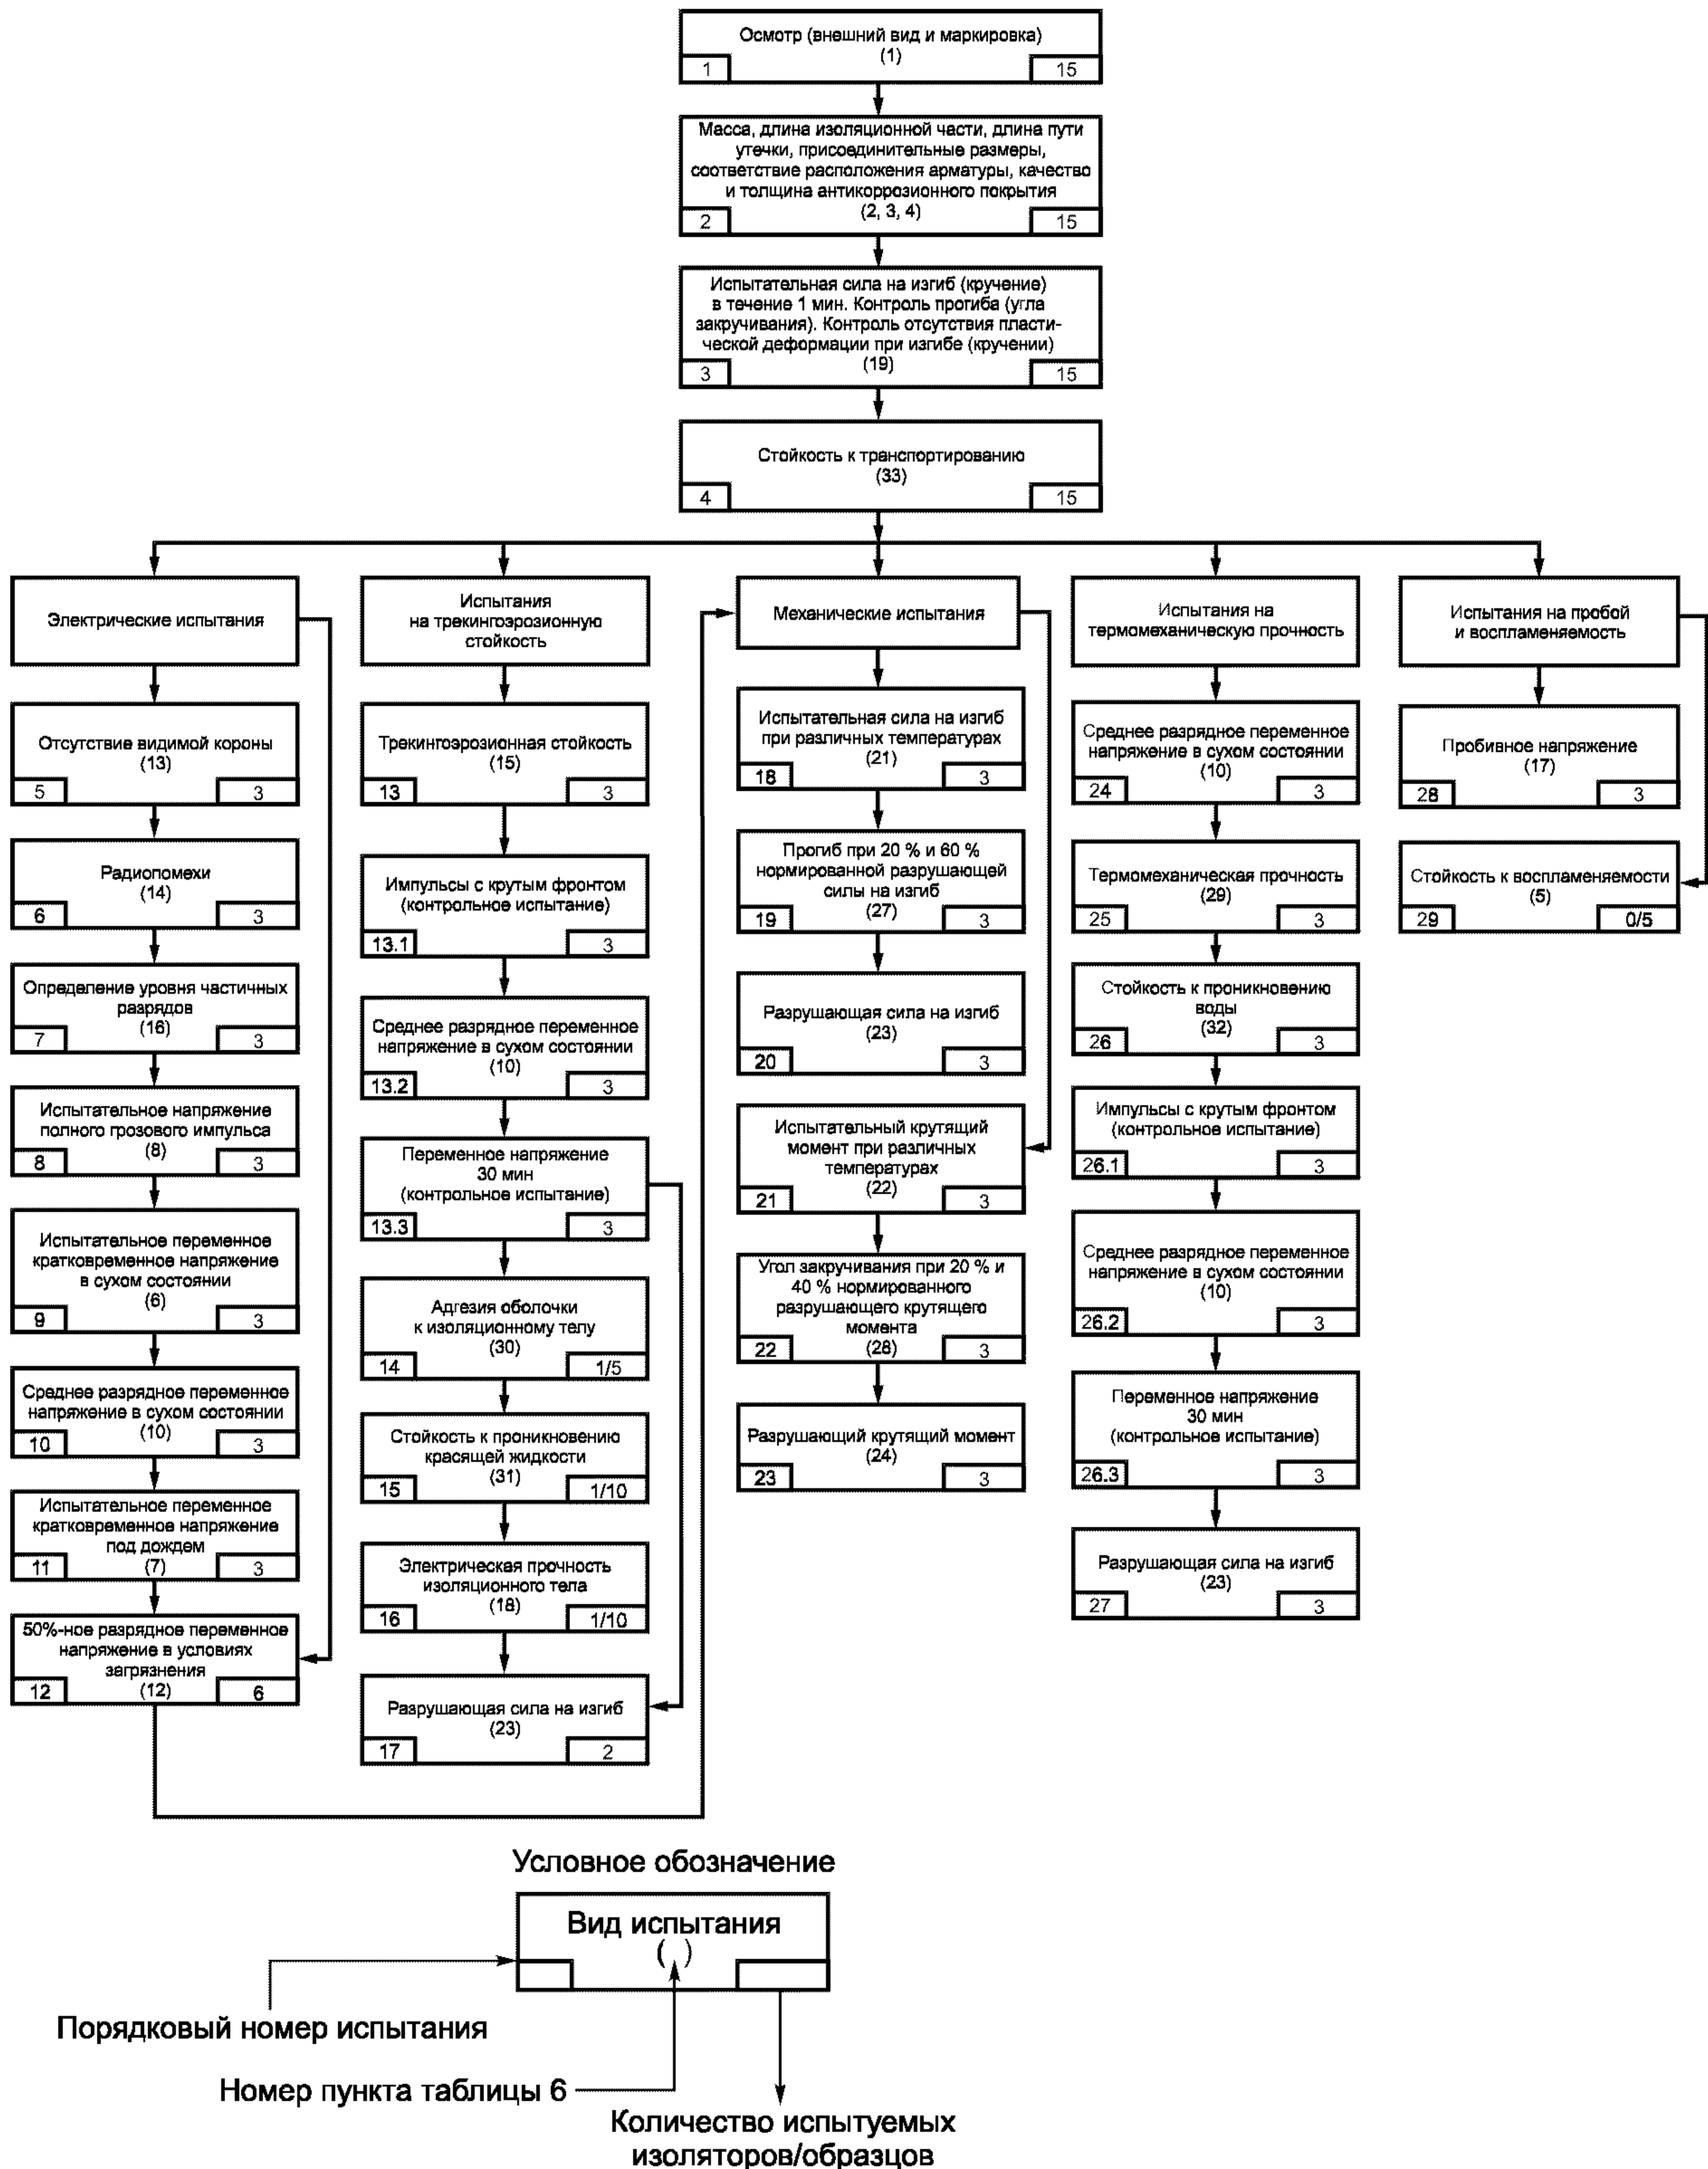 Осмотр (внешний вид и маркировка)
(1)
1
15
Масса, длина изоляционной части, длина пути
утечки, присоединительные размеры,
соответствие расположения арматуры, качество
и толщина антикоррозионного покрытия
(2, 3, 4)
2
15
Испытательная сила на изгиб (кручение)
в течение 1 мин. Контроль прогиба (угла
закручивания). Контроль отсутствия пласти-
ческой деформации при изгибе (кручении)
(19)
3
15
Стойкость к транспортированию
(33)
4
15
Электрические испытания
Отсутствие видимой короны
(13)
5
3
Радиопомехи
(14)
6
3
Определение уровня частичных
разрядов
(16)
7
3
Испытательное напряжение
полного грозового импульса
(8)
8
3
Испытательное переменное
кратковременное напряжение
в сухом состоянии
(6)
9
3
Среднее разрядное переменное
напряжение в сухом состоянии
(10)
10
3
Испытательное переменное
кратковременное напряжение
под дождем
(7)
11
3
50%-ное разрядное переменное
напряжение в условиях
загрязнения
(12)
12
6
Испытания
на трекингоэрозионную
стойкость
Трекингоэрозионная стойкость
(15)
13
3
Импульсы с крутым фронтом
(контрольное испытание)
13.1
3
Среднее разрядное переменное
напряжение в сухом состоянии
(10)
13.2
3
Переменное напряжение
30 мин
(контрольное испытание)
13.3
3
Адгезия оболочки
к изоляционному телу
(30)
14
1/5
Стойкость к проникновению
красящей жидкости
(31)
15
1/10
Электрическая прочность
изоляционного тела
(18)
16
1/10
Разрушающая сила на изгиб
(23)
17
2
Механические испытания
Испытательная сила на изгиб
при различных температурах
(21)
18
3
Прогиб при 20 % и 60 %
нормированной разрушающей
силы на изгиб
(27)
19
3
Разрушающая сила на изгиб
(23)
20
3
Испытательный крутящий
момент при различных
температурах
(22)
21
3
Угол закручивания при 20 % и
40 % нормированного
разрушающего крутящего
момента
(28)
22
3
Разрушающий крутящий момент
(24)
23
3
Испытания на
термомеханическую прочность
Среднее разрядное переменное
напряжение в сухом состоянии
(10)
24
3
Термомеханическая прочность
(29)
25
3
Стойкость к проникновению
воды
(32)
26
3
Импульсы с крутым фронтом
(контрольное испытание)
26.1
3
Среднее разрядное переменное
напряжение в сухом состоянии
(10)
26.2
3
Переменное напряжение
30 мин
(контрольное испытание)
26.3
3
Разрушающая сила на изгиб
(23)
27
3
Испытания на пробой
и воспламеняемость
Пробивное напряжение
(17)
28
3
Стойкость к воспламеняемости
(5)
29
0/5
Условное обозначение
Вид испытания
( )
Порядковый номер испытания
Номер пункта таблицы 6
Количество испытуемых
изоляторов/образцов